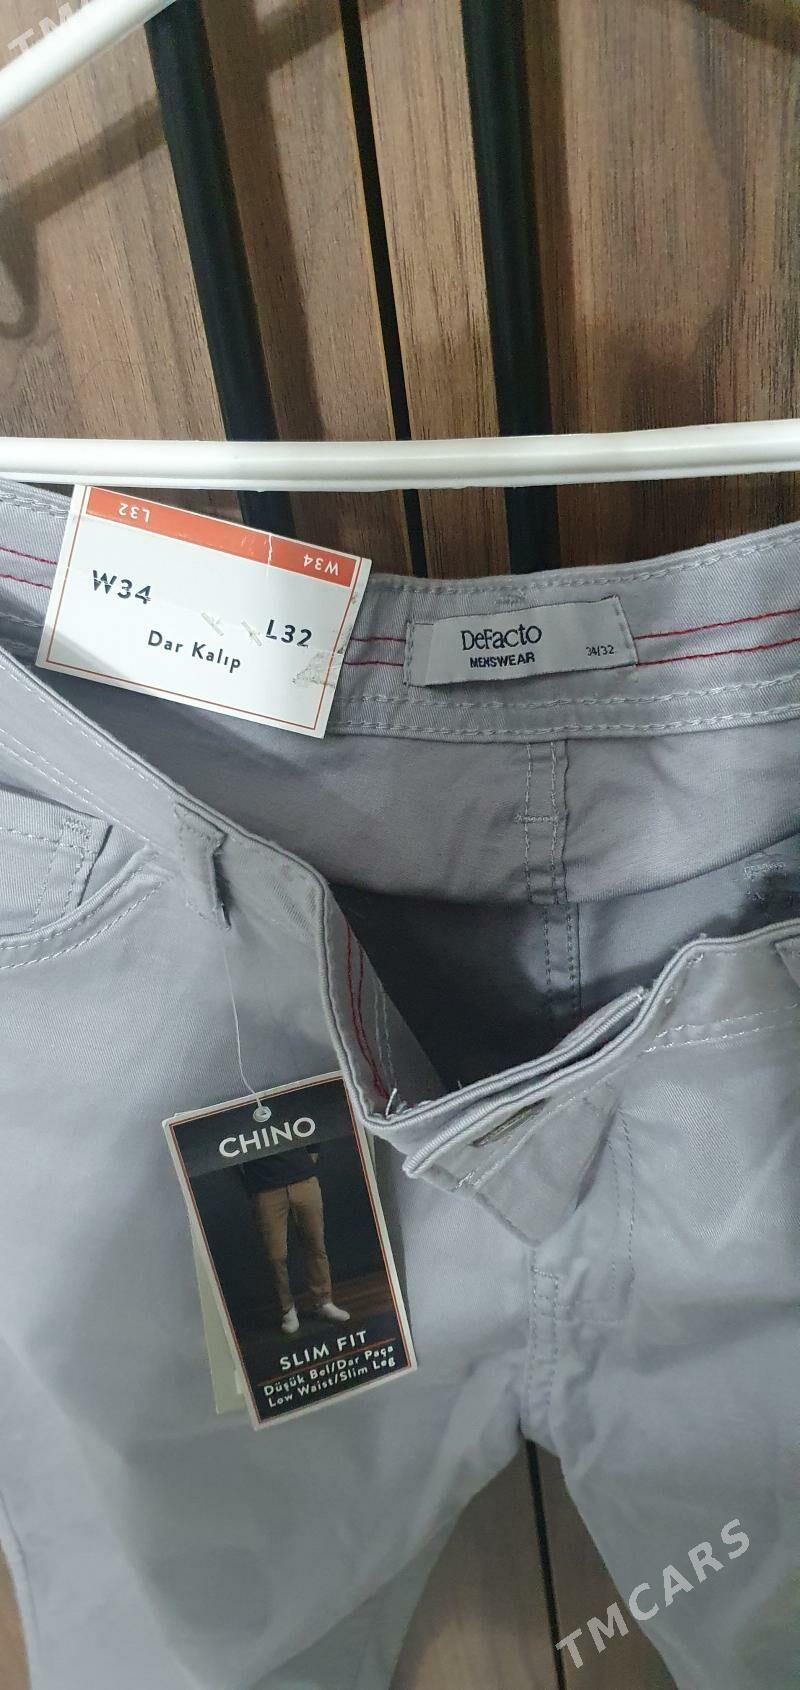 L32
W34
W34
L32
Dar Kalıp
DeFacto
MENSWEAR
34/32
CHINO
SLIM FIT
Düşük Bel/Dar Paça
Low Waist/Slim Leg
TMCARS